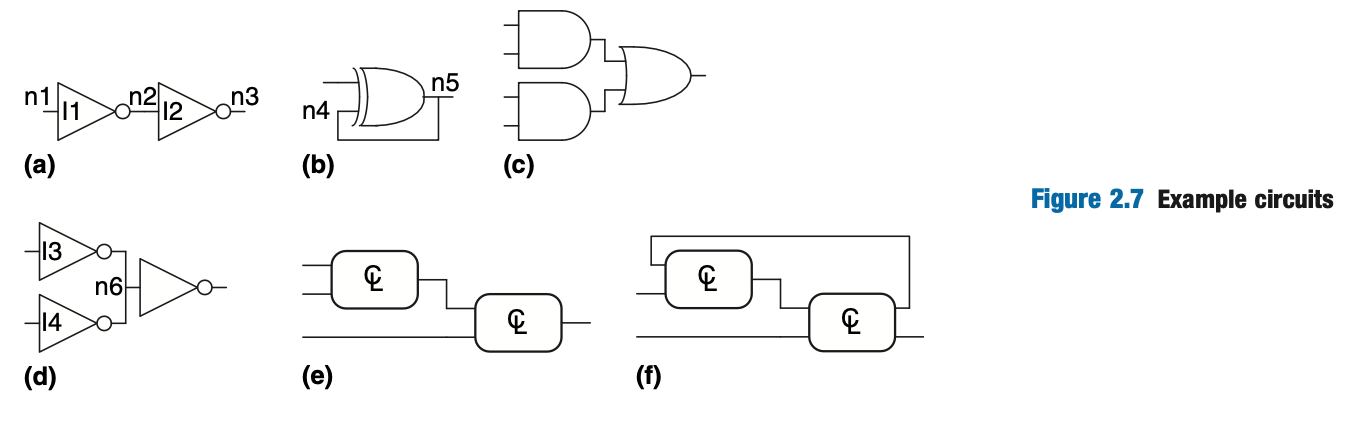 n1 I1 n2 I2 n3
(a)
n4 n5
(b)
(c)
Figure 2.7 Example circuits
I3
n6
I4
(d)
CL
CL
(e)
CL
CL
(f)